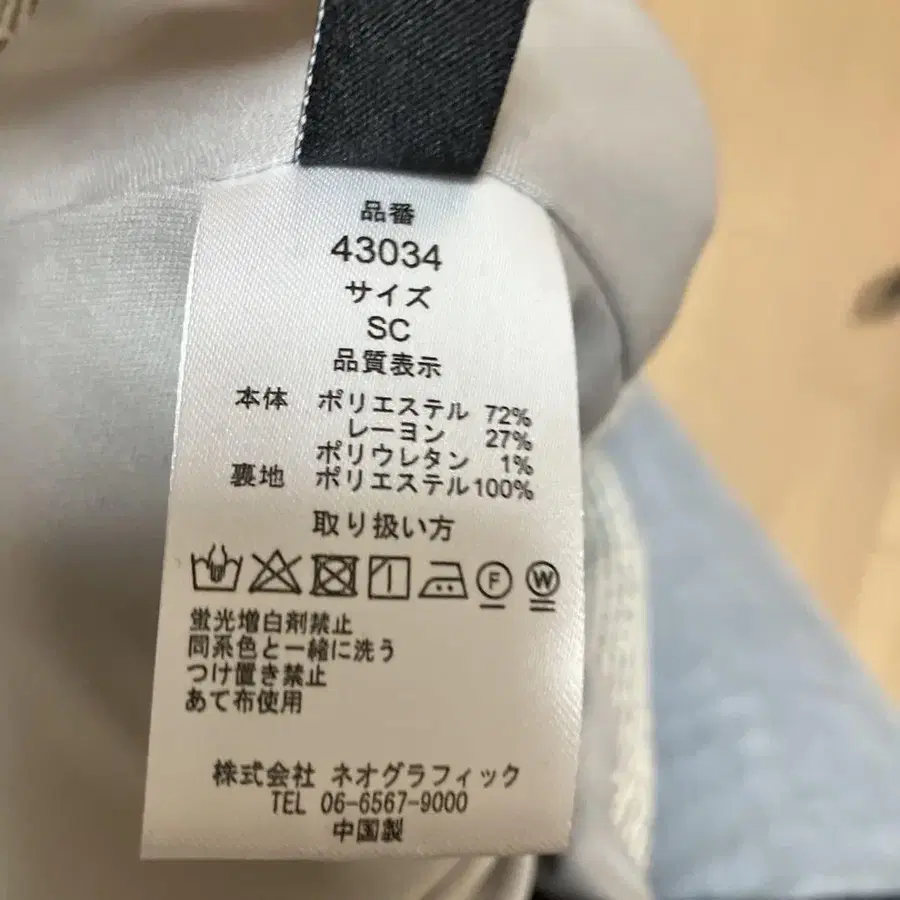 品番
43034
サイズ
SC
品質表示
本体 ポリエステル 72%
レーヨン 27%
ポリウレタン 1%
裏地 ポリエステル100%
取り扱い方
F W
蛍光増白剤禁止
同系色と一緒に洗う
つけ置き禁止
あて布使用
株式会社 ネオグラフィック
TEL 06-6567-9000
中国製